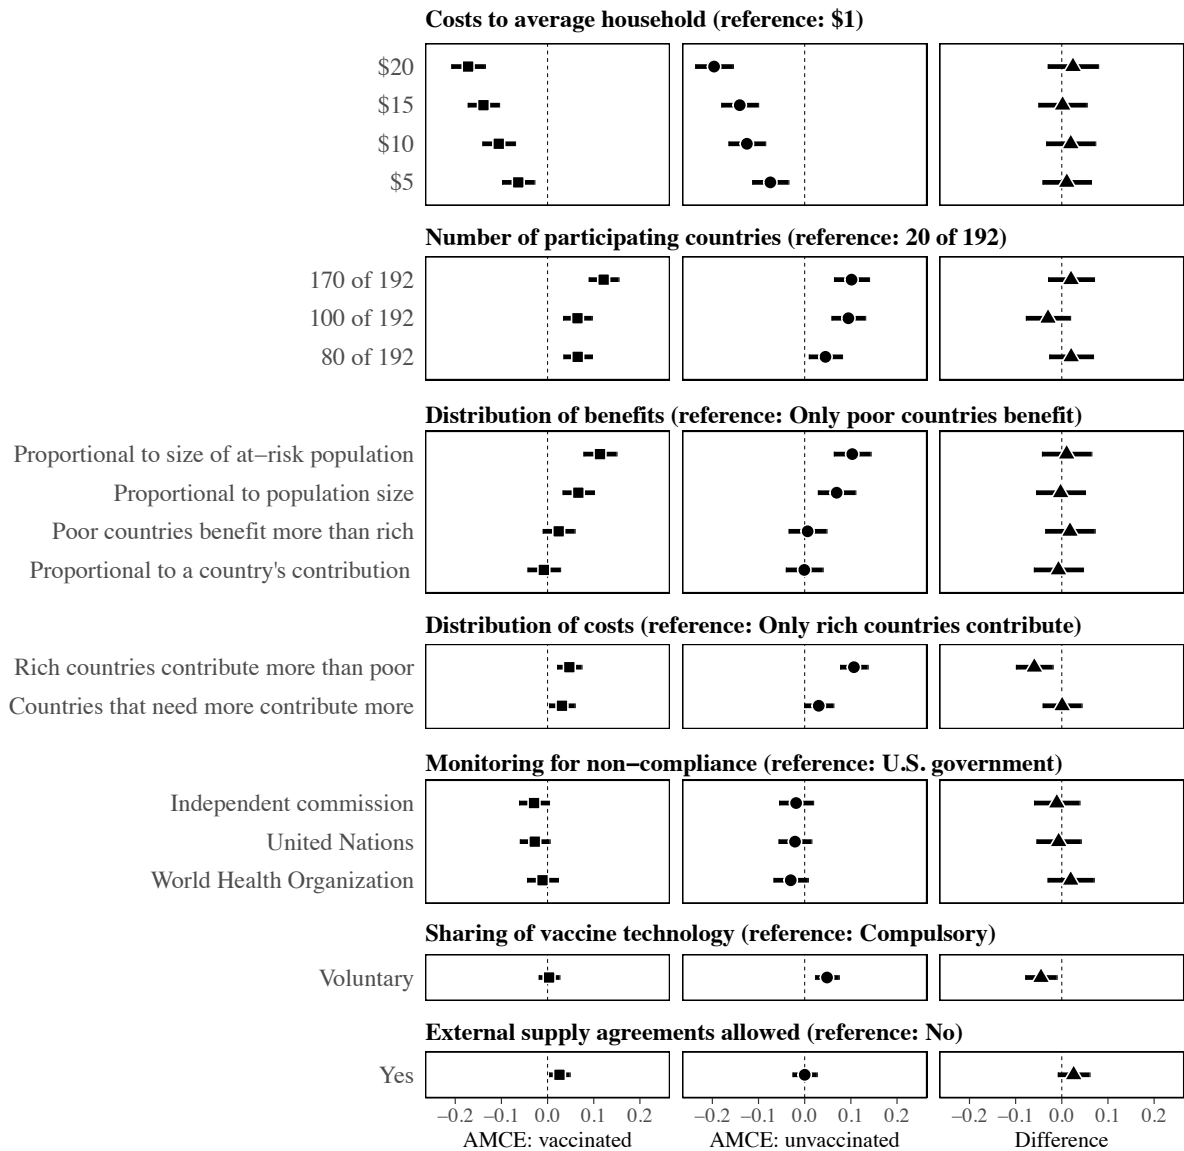 Costs to average household (reference: $1)
$20
$15
$10
$5
Number of participating countries (reference: 20 of 192)
170 of 192
100 of 192
80 of 192
Distribution of benefits (reference: Only poor countries benefit)
Proportional to size of at−risk population
Proportional to population size
Poor countries benefit more than rich
Proportional to a country's contribution
Distribution of costs (reference: Only rich countries contribute)
Rich countries contribute more than poor
Countries that need more contribute more
Monitoring for non−compliance (reference: U.S. government)
Independent commission
United Nations
World Health Organization
Sharing of vaccine technology (reference: Compulsory)
Voluntary
External supply agreements allowed (reference: No)
Yes
−0.2 −0.1 0.0 0.1 0.2 −0.2 −0.1 0.0 0.1 0.2 −0.2 −0.1 0.0 0.1 0.2
AMCE: vaccinated AMCE: unvaccinated Difference